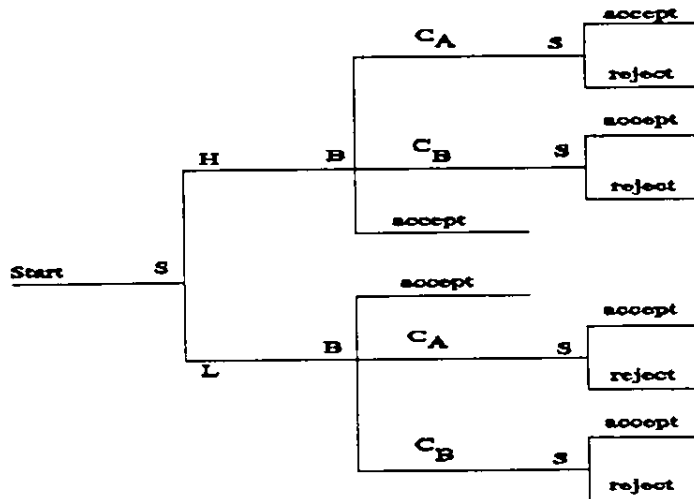 accept
C_A S
reject
accept
H B C_B S
reject
accept
Start S
accept
accept
L B C_A S
reject
accept
C_B S
reject